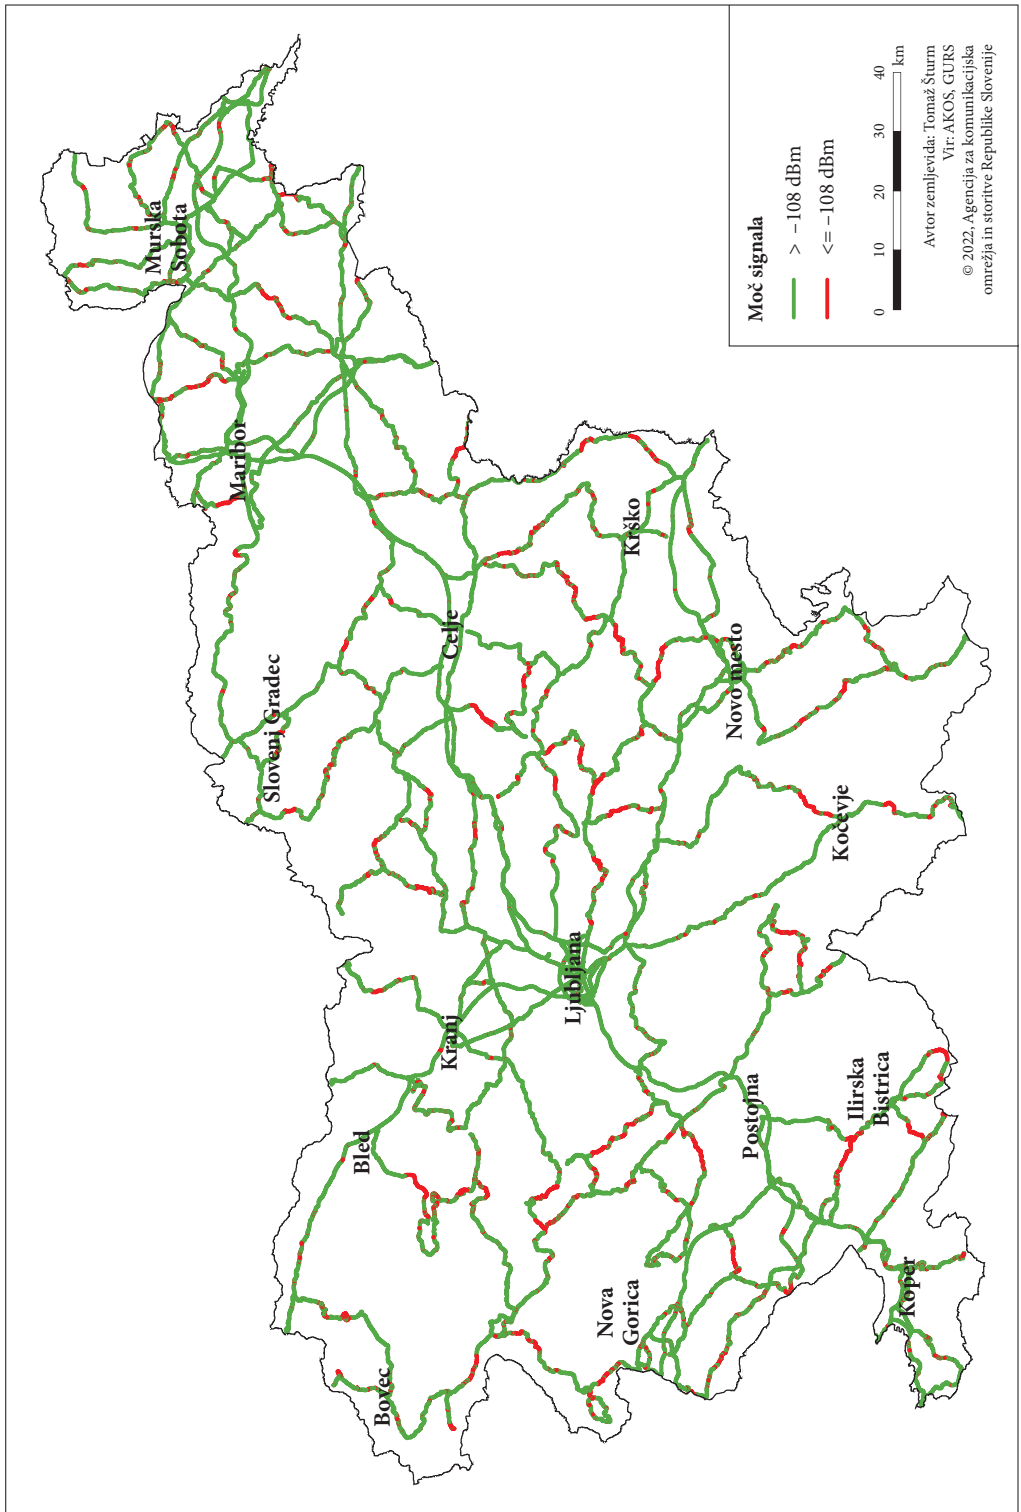 Murska
Sobota
Maribor
Slovenj Gradec
Celje
Krško
Novo mesto
Kočevje
Ljubljana
Kranj
Bled
Bovec
Nova
Gorica
Postojna
Ilirska
Bistrica
Koper
Moč signala
> −108 dBm
<= −108 dBm
0 10 20 30 40
km
Avtor zemljevida: Tomaž Šturm
Vir: AKOS, GURS
© 2022, Agencija za komunikacijska
omrežja in storitve Republike Slovenije